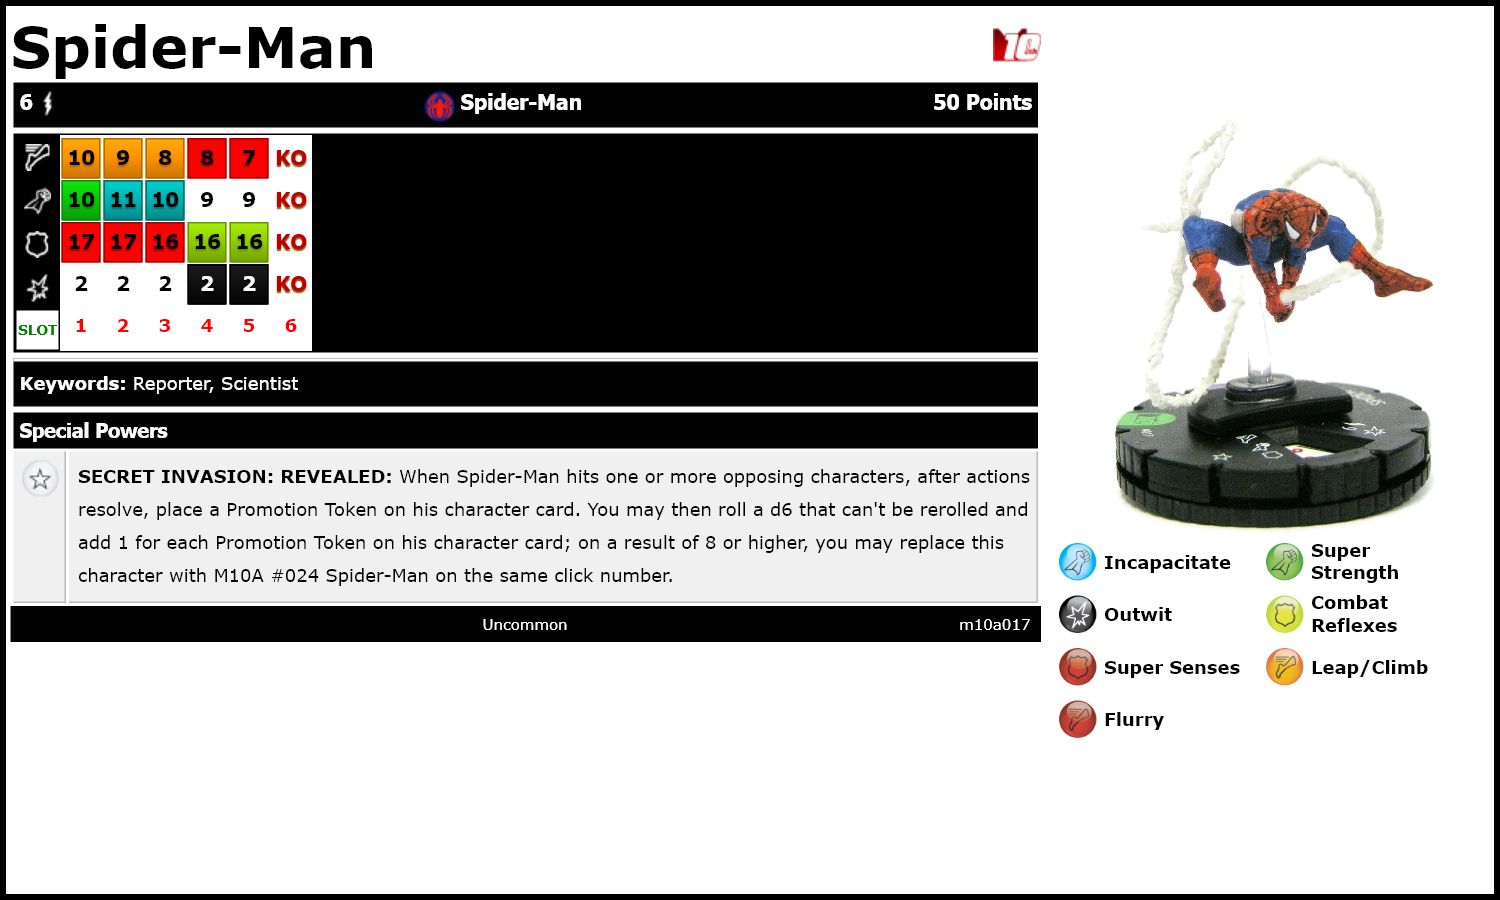 Spider-Man
10
6 Spider-Man 50 Points
10 9 8 8 7 KO
10 11 10 9 9 KO
17 17 16 16 16 KO
2 2 2 2 2 KO
SLOT 1 2 3 4 5 6
Keywords: Reporter, Scientist
Special Powers
SECRET INVASION: REVEALED: When Spider-Man hits one or more opposing characters, after actions
resolve, place a Promotion Token on his character card. You may then roll a d6 that can't be rerolled and
add 1 for each Promotion Token on his character card; on a result of 8 or higher, you may replace this
character with M10A #024 Spider-Man on the same click number.
Uncommon m10a017
Incapacitate
Super
Strength
Outwit
Combat
Reflexes
Super Senses
Leap/Climb
Flurry